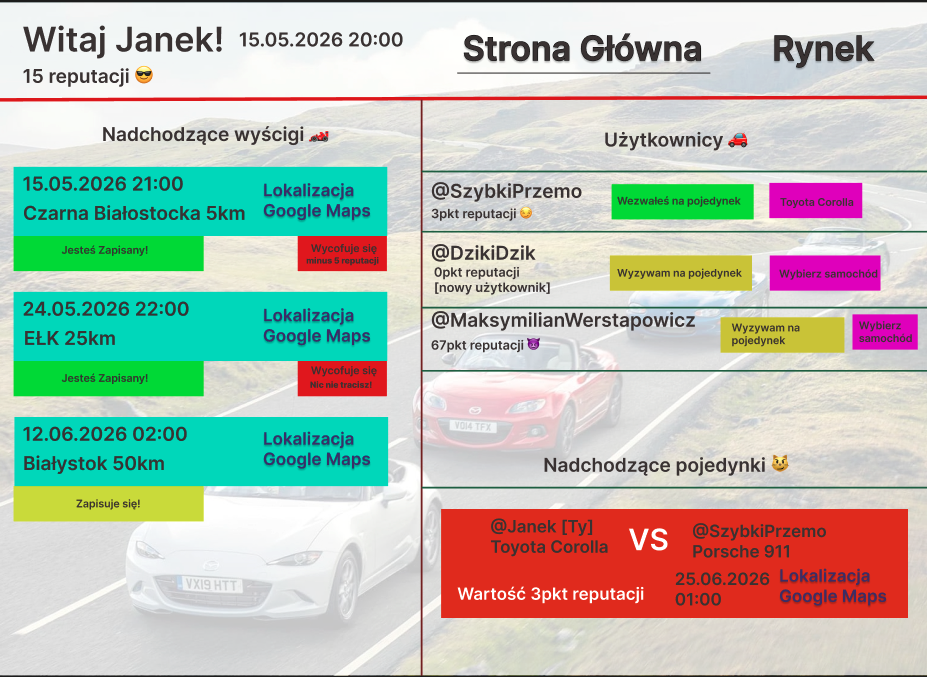 Witaj Janek! 15.05.2026 20:00
15 reputacji 😎
Strona Główna Rynek
Nadchodzące wyścigi 🏎️
15.05.2026 21:00
Czarna Białostocka 5km
Lokalizacja
Google Maps
Jesteś Zapisany!
Wycofuje się
minus 5 reputacji
24.05.2026 22:00
EŁK 25km
Lokalizacja
Google Maps
Jesteś Zapisany!
Wycofuje się
Nic nie tracisz!
12.06.2026 02:00
Białystok 50km
Lokalizacja
Google Maps
Zapisuje się!
VX19 HTT
Użytkownicy 🚗
@SzybkiPrzemo
3pkt reputacji 😏
Wezwałeś na pojedynek
Toyota Corolla
@DzikiDzik
0pkt reputacji
[nowy użytkownik]
Wyzywam na pojedynek
Wybierz samochód
@MaksymilianWerstapowicz
67pkt reputacji 😈
Wyzywam na
pojedynek
Wybierz
samochód
VO14 TFX
Nadchodzące pojedynki 😼
@Janek [Ty]
Toyota Corolla
VS
@SzybkiPrzemo
Porsche 911
Wartość 3pkt reputacji
25.06.2026
01:00
Lokalizacja
Google Maps